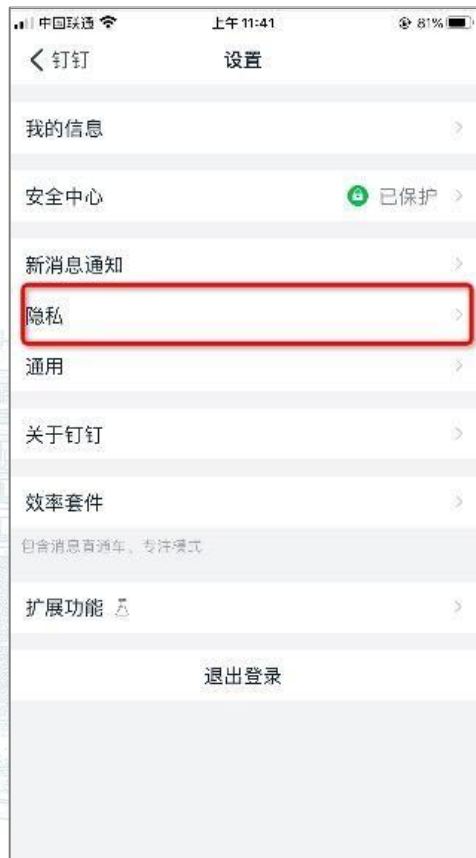 中国联通 上午11:41 81%
钉钉 设置
我的信息
安全中心 已保护
新消息通知
隐私
通用
关于钉钉
效率套件
包含消息直通车、专注模式
扩展功能
退出登录